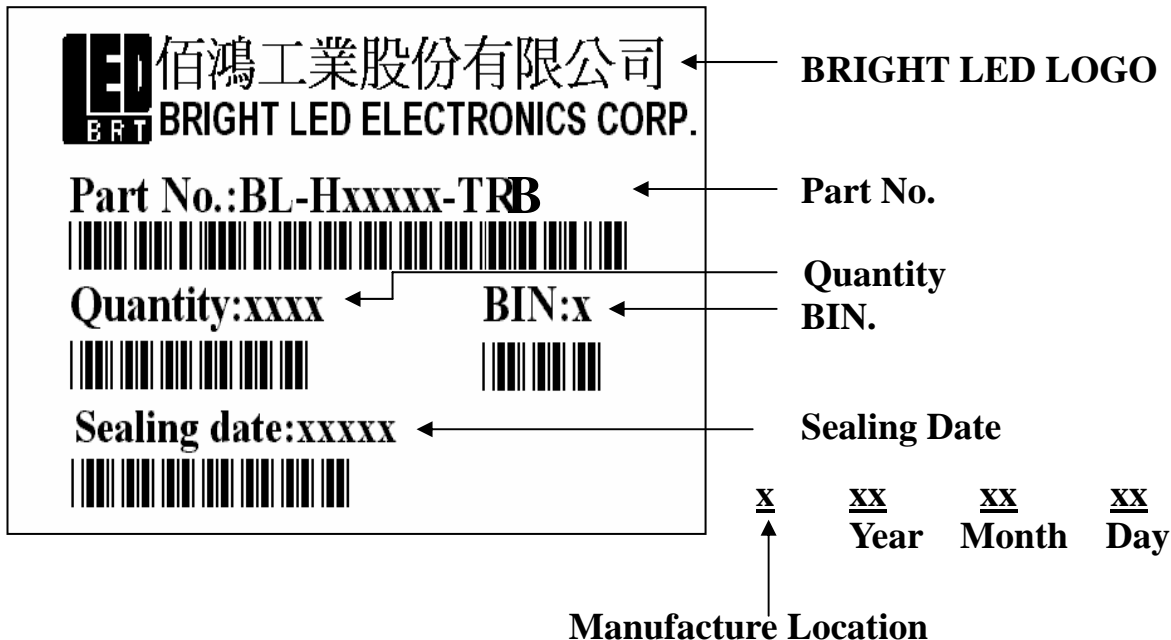 LED
BRT
佰鴻工業股份有限公司
BRIGHT LED ELECTRONICS CORP.
BRIGHT LED LOGO
Part No.:BL-Hxxxxx-TRB
Part No.
Quantity:xxxx
BIN:x
Quantity
BIN.
Sealing date:xxxxx
Sealing Date
x xx xx xx
Year Month Day
Manufacture Location